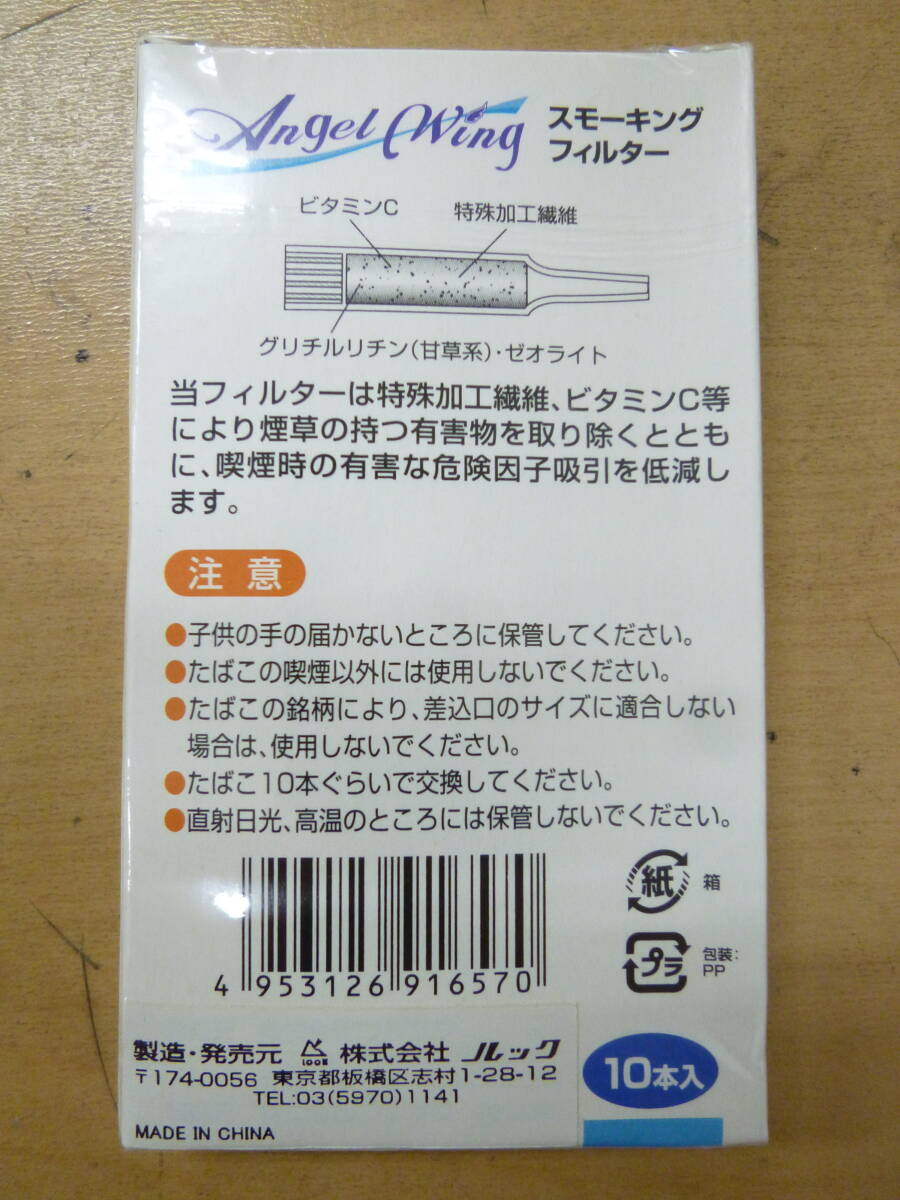 Angel Wing
スモーキング
フィルター
ビタミンC
特殊加工繊維
グリチルリチン(甘草系)・ゼオライト
当フィルターは特殊加工繊維、ビタミンC等
により煙草の持つ有害物を取り除くととも
に、喫煙時の有害な危険因子吸引を低減し
ます。
注意
●子供の手の届かないところに保管してください。
●たばこの喫煙以外には使用しないでください。
●たばこの銘柄により、差込口のサイズに適合しない
場合は、使用しないでください。
●たばこ10本ぐらいで交換してください。
●直射日光、高温のところには保管しないでください。
紙
箱
プラ
包装:
PP
4 953126 916570
製造・発売元 LOOK 株式会社 ルック
〒174-0056 東京都板橋区志村1-28-12
TEL:03(5970)1141
10本入
MADE IN CHINA